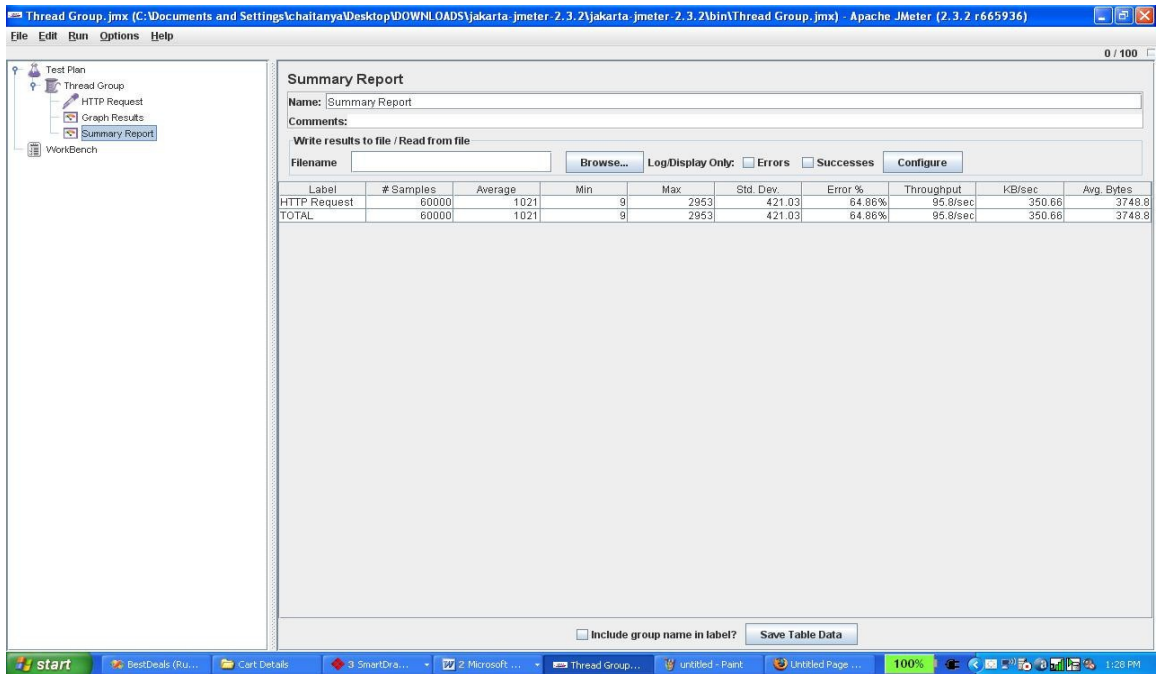 Thread Group.jmx (C:\Documents and Settings\chaitanya\Desktop\DOWNLOADS\jakarta-jmeter-2.3.2\jakarta-jmeter-2.3.2\bin\Thread Group.jmx) - Apache JMeter (2.3.2 r665936)
File Edit Run Options Help
0 / 100
Test Plan
Thread Group
HTTP Request
Graph Results
Summary Report
WorkBench
Summary Report
Name: Summary Report
Comments:
Write results to file / Read from file
Filename Browse... Log/Display Only: Errors Successes Configure
Label # Samples Average Min Max Std. Dev. Error % Throughput KB/sec Avg. Bytes
HTTP Request 60000 1021 9 2953 421.03 64.86% 95.8/sec 350.66 3748.8
TOTAL 60000 1021 9 2953 421.03 64.86% 95.8/sec 350.66 3748.8
Include group name in label? Save Table Data
start BestDeals (Ru... Cart Details 3 SmartDra... 2 Microsoft ... Thread Group... untitled - Paint Untitled Page ... 100% 1:28 PM